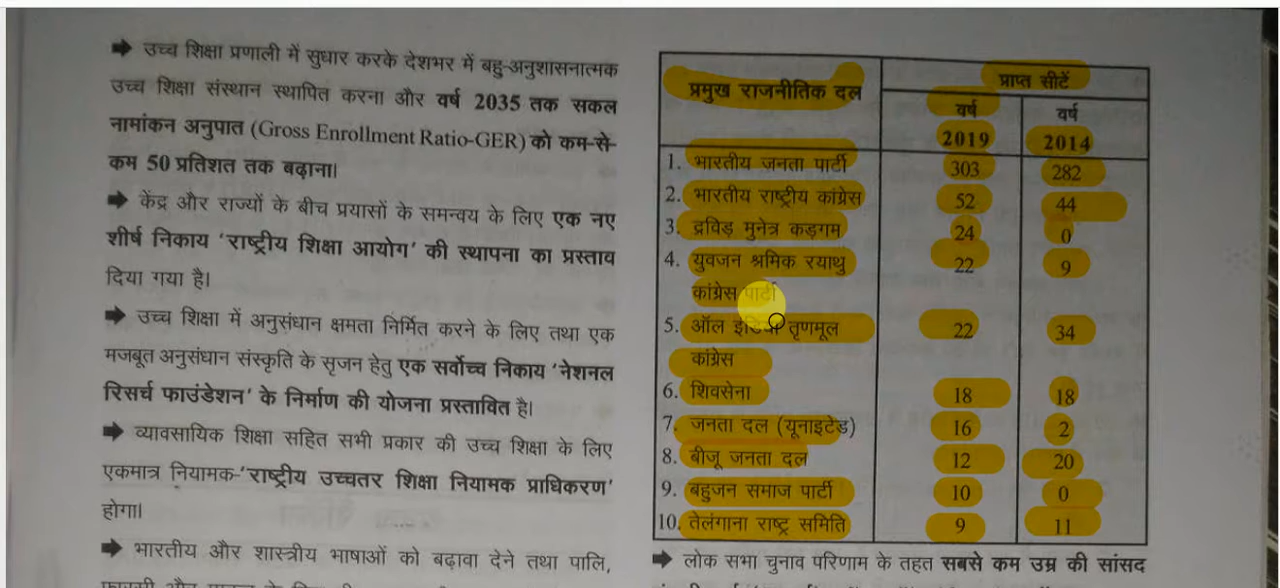 ➡ उच्च शिक्षा प्रणाली में सुधार करके देशभर में बहु-अनुशासनात्मक
उच्च शिक्षा संस्थान स्थापित करना और वर्ष 2035 तक सकल
नामांकन अनुपात (Gross Enrollment Ratio-GER) को कम-से-
कम 50 प्रतिशत तक बढ़ाना।
➡ केंद्र और राज्यों के बीच प्रयासों के समन्वय के लिए एक नए
शीर्ष निकाय ‘राष्ट्रीय शिक्षा आयोग’ की स्थापना का प्रस्ताव
दिया गया है।
➡ उच्च शिक्षा में अनुसंधान क्षमता निर्मित करने के लिए तथा एक
मजबूत अनुसंधान संस्कृति के सृजन हेतु एक सर्वोच्च निकाय ‘नेशनल
रिसर्च फाउंडेशन’ के निर्माण की योजना प्रस्तावित है।
➡ व्यावसायिक शिक्षा सहित सभी प्रकार की उच्च शिक्षा के लिए
एकमात्र नियामक-‘राष्ट्रीय उच्चतर शिक्षा नियामक प्राधिकरण’
होगा।
➡ भारतीय और शास्त्रीय भाषाओं को बढ़ावा देने तथा पालि,
प्रमुख राजनीतिक दल प्राप्त सीटें
वर्ष वर्ष
2019 2014
1. भारतीय जनता पार्टी 303 282
2. भारतीय राष्ट्रीय कांग्रेस 52 44
3. द्रविड़ मुनेत्र कड़गम 24 0
4. युवजन श्रमिक रयाथु 22 9
कांग्रेस पार्टी
5. ऑल इंडिया तृणमूल 22 34
कांग्रेस
6. शिवसेना 18 18
7. जनता दल (यूनाइटेड) 16 2
8. बीजू जनता दल 12 20
9. बहुजन समाज पार्टी 10 0
10. तेलंगाना राष्ट्र समिति 9 11
➡ लोक सभा चुनाव परिणाम के तहत सबसे कम उम्र की सांसद